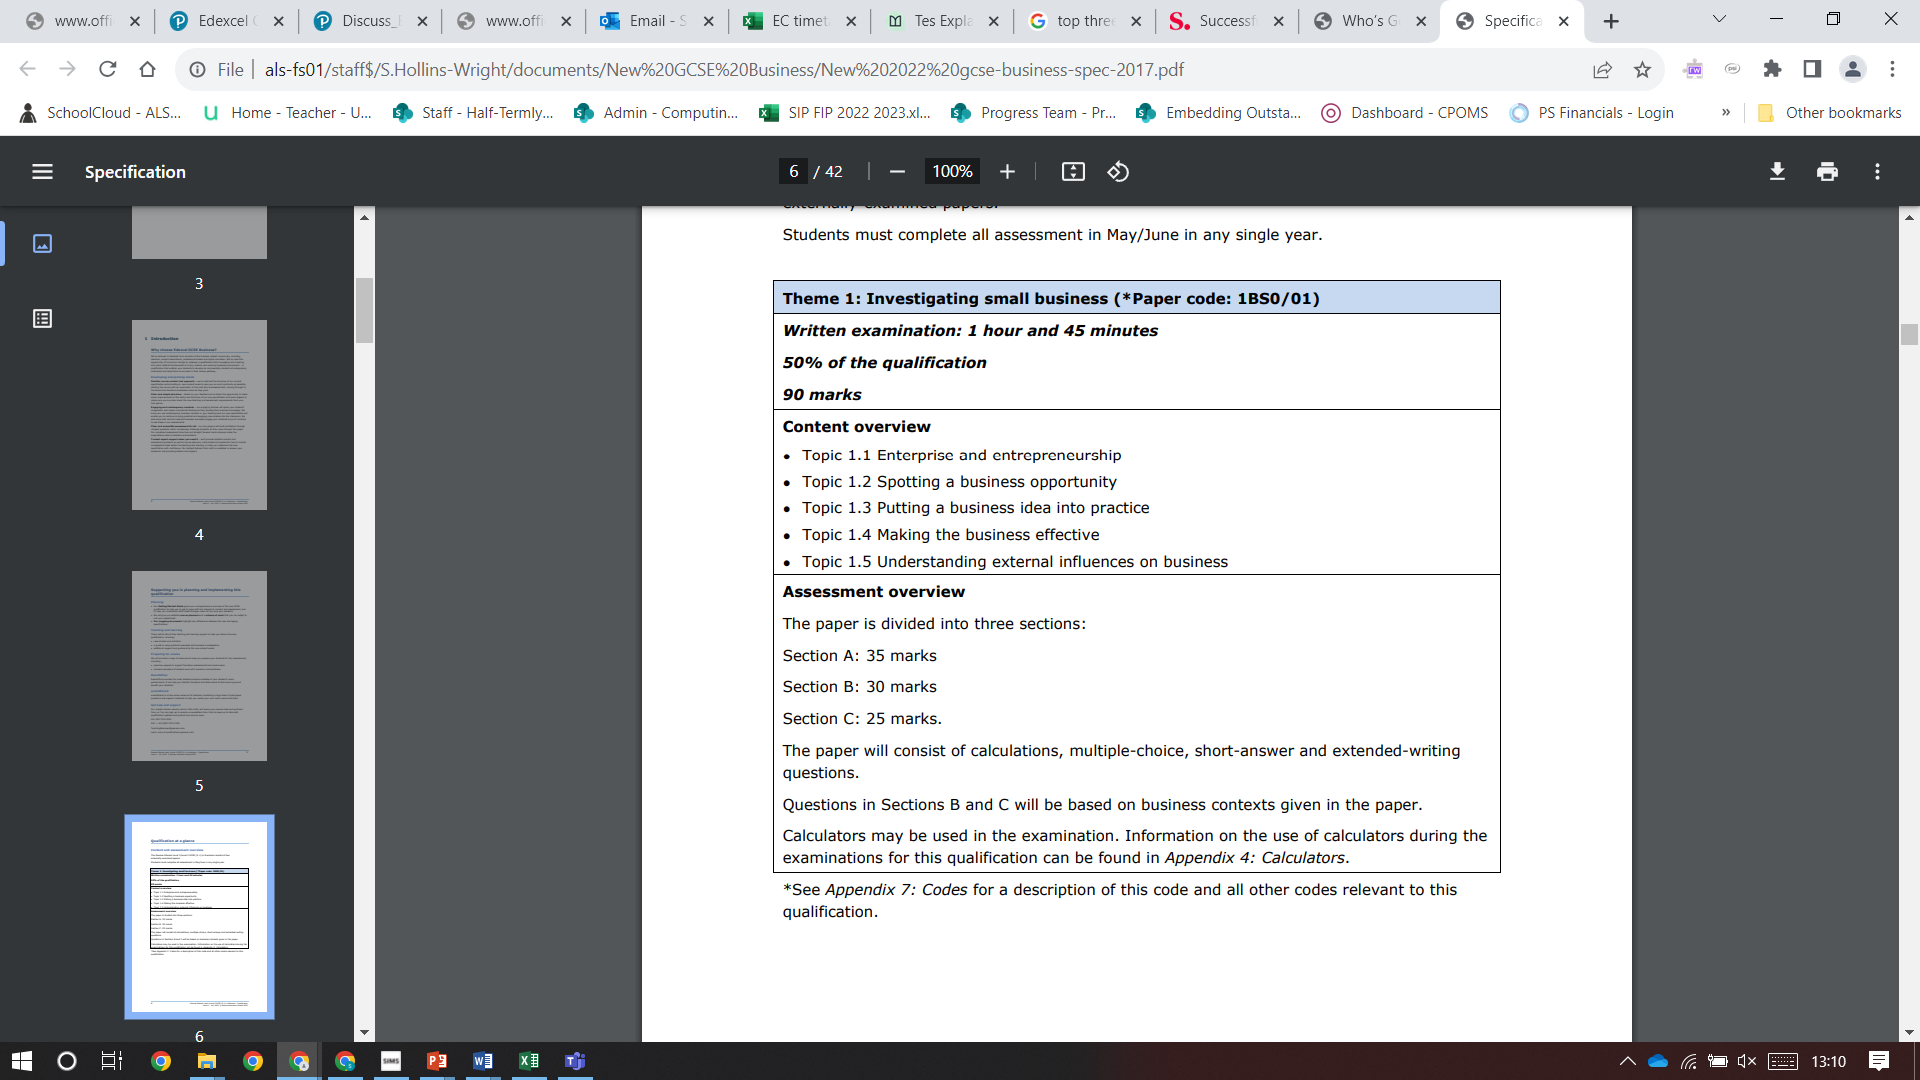 www.offi
Edexcel
Discuss_
www.offi
Email - S
EC timet
Tes Expla
top three
Successf
Who's G
Specifica
File
als-fs01/staff$/S.Hollins-Wright/documents/New%20GCSE%20Business/New%202022%20gcse-business-spec-2017.pdf
SchoolCloud - ALS...
Home - Teacher - U...
Staff - Half-Termly...
Admin - Computin...
SIP FIP 2022 2023.xl...
Progress Team - Pr...
Embedding Outsta...
Dashboard - CPOMS
PS Financials - Login
»
Other bookmarks
Specification
6 / 42
100%
3
4
5
6
externally-examined papers.
Students must complete all assessment in May/June in any single year.
Theme 1: Investigating small business (*Paper code: 1BS0/01)
Written examination: 1 hour and 45 minutes
50% of the qualification
90 marks
Content overview
• Topic 1.1 Enterprise and entrepreneurship
• Topic 1.2 Spotting a business opportunity
• Topic 1.3 Putting a business idea into practice
• Topic 1.4 Making the business effective
• Topic 1.5 Understanding external influences on business
Assessment overview
The paper is divided into three sections:
Section A: 35 marks
Section B: 30 marks
Section C: 25 marks.
The paper will consist of calculations, multiple-choice, short-answer and extended-writing
questions.
Questions in Sections B and C will be based on business contexts given in the paper.
Calculators may be used in the examination. Information on the use of calculators during the
examinations for this qualification can be found in Appendix 4: Calculators.
*See Appendix 7: Codes for a description of this code and all other codes relevant to this
qualification.
1 Introduction
Qualification at a glance
SIMS
13:10